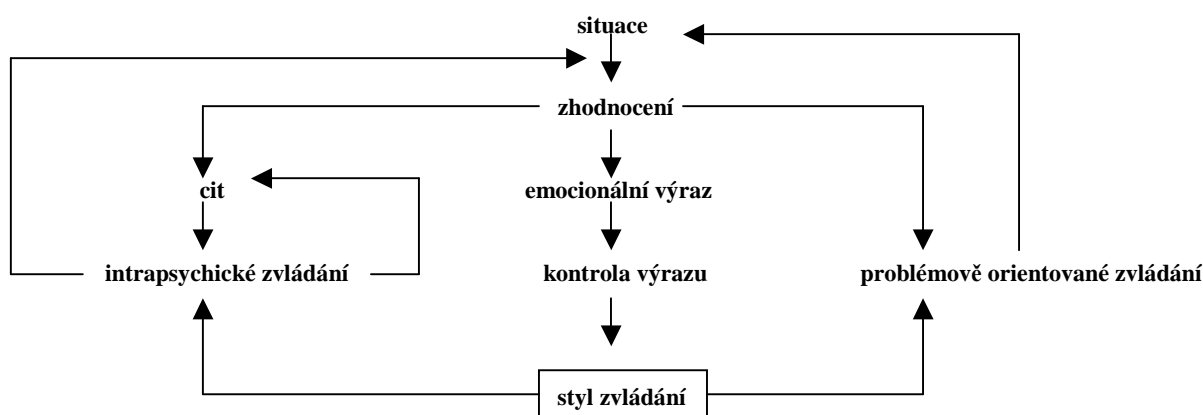 situace
zhodnocení
cit
emocionální výraz
intrapsychické zvládání
kontrola výrazu
problémově orientované zvládání
styl zvládání